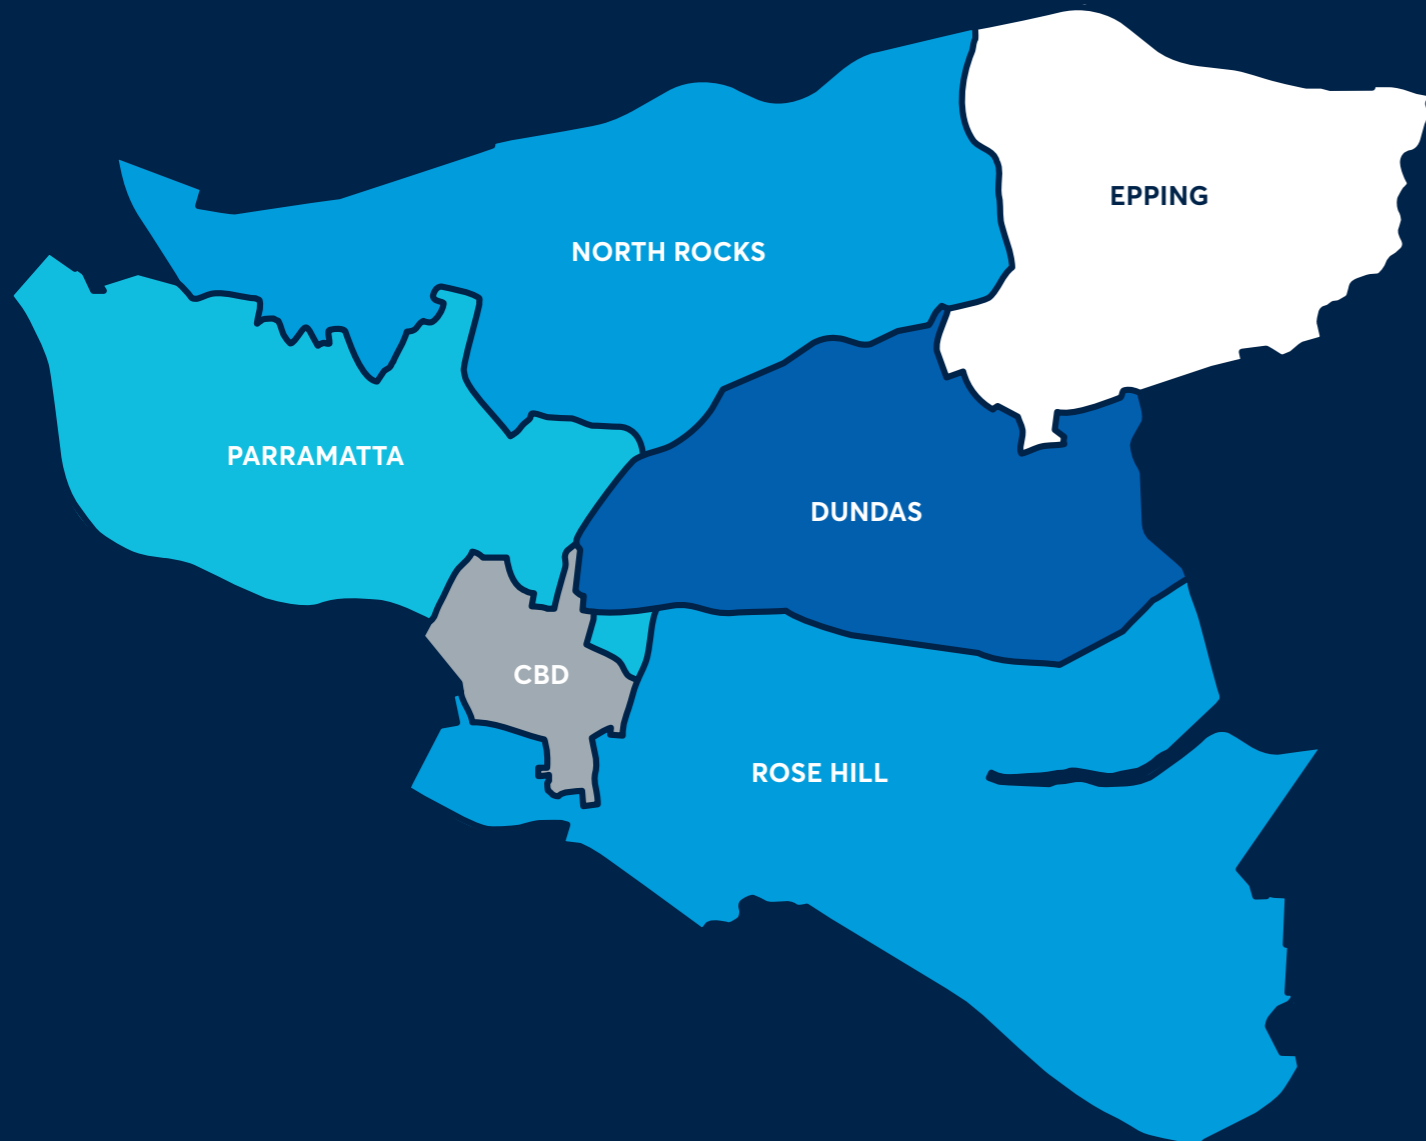 EPPING
NORTH ROCKS
PARRAMATTA
DUNDAS
CBD
ROSE HILL